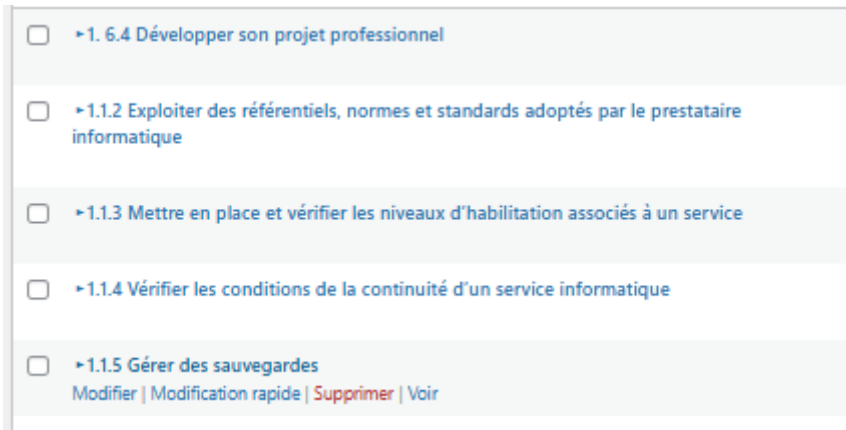 ►1. 6.4 Développer son projet professionnel
►1.1.2 Exploiter des référentiels, normes et standards adoptés par le prestataire
informatique
►1.1.3 Mettre en place et vérifier les niveaux d’habilitation associés à un service
►1.1.4 Vérifier les conditions de la continuité d’un service informatique
►1.1.5 Gérer des sauvegardes
Modifier | Modification rapide | Supprimer | Voir